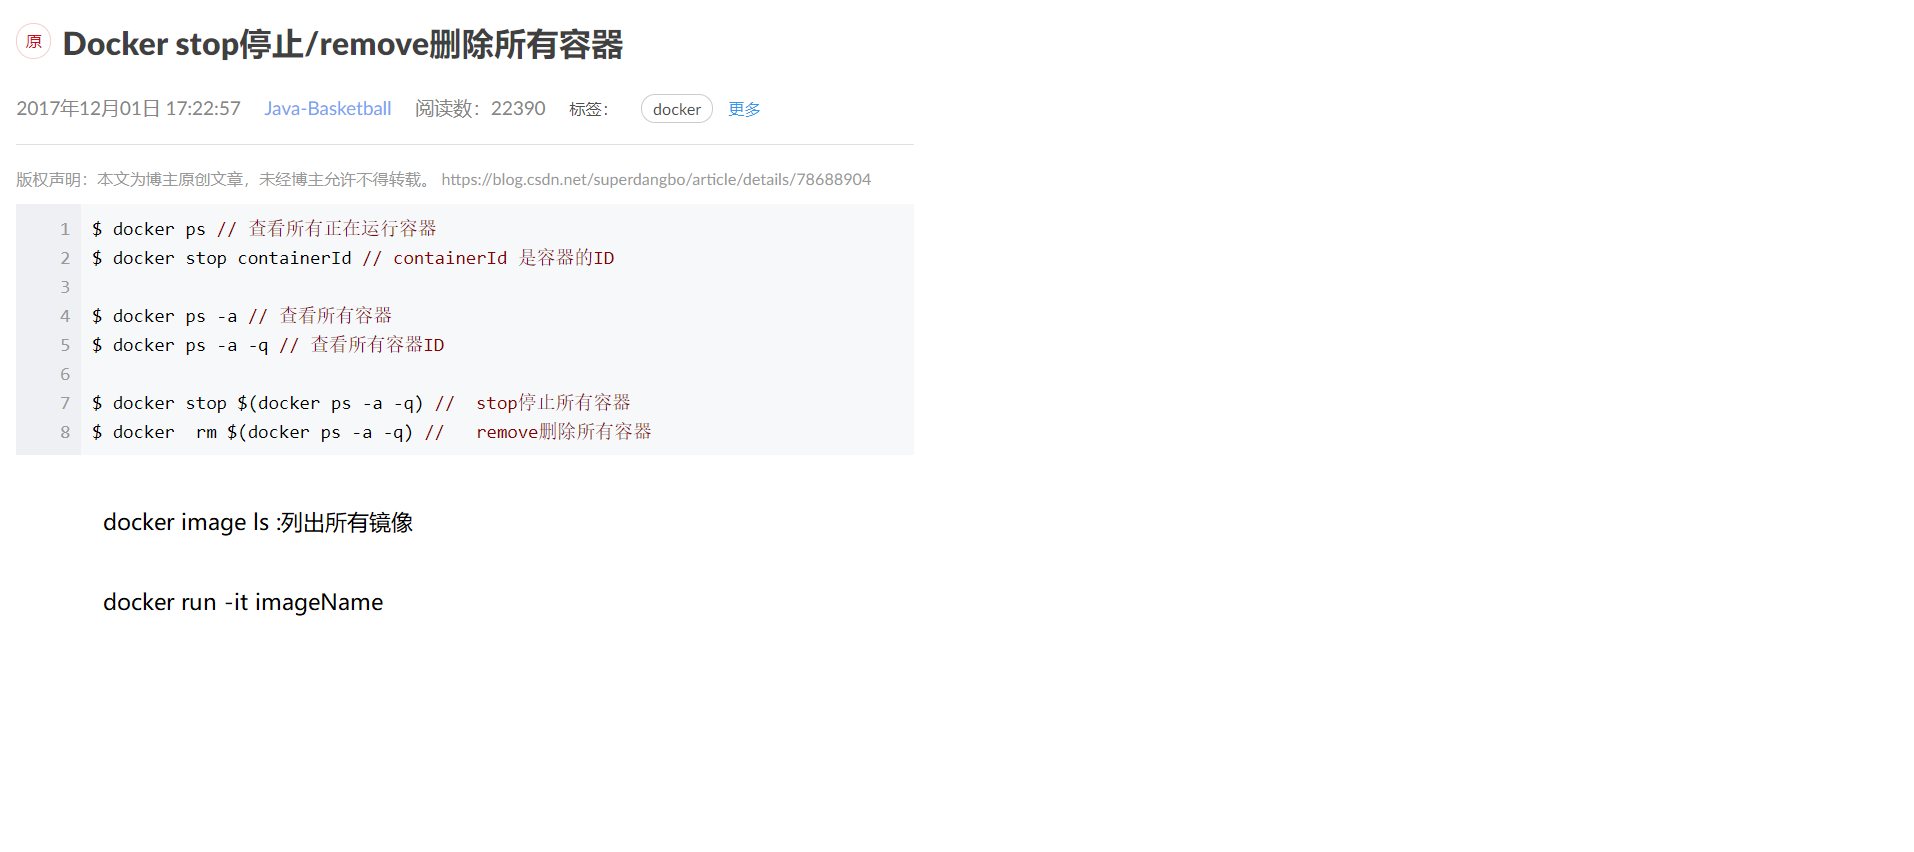 原 Docker stop停止/remove删除所有容器
2017年12月01日 17:22:57 Java-Basketball 阅读数：22390 标签： docker 更多
版权声明：本文为博主原创文章，未经博主允许不得转载。 https://blog.csdn.net/superdangbo/article/details/78688904
1 $ docker ps // 查看所有正在运行容器
2 $ docker stop containerId // containerId 是容器的ID
3
4 $ docker ps -a // 查看所有容器
5 $ docker ps -a -q // 查看所有容器ID
6
7 $ docker stop $(docker ps -a -q) //  stop停止所有容器
8 $ docker  rm $(docker ps -a -q) //   remove删除所有容器
docker image ls :列出所有镜像
docker run -it imageName